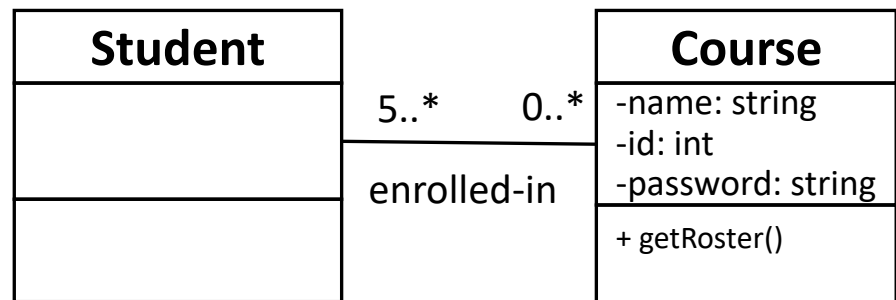 Student
Course
5..*
0..*
enrolled-in
-name: string
-id: int
-password: string
+ getRoster()